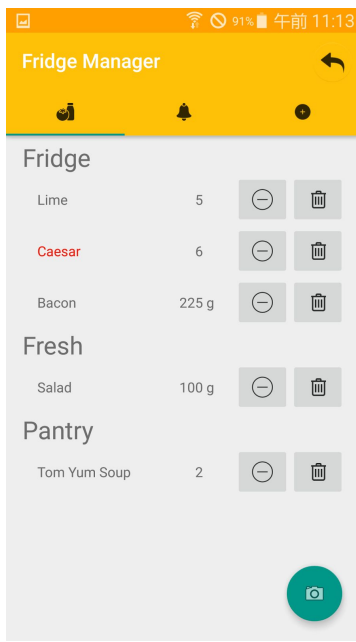 91% 午前 11:13
Fridge Manager
Fridge
Lime 5
Caesar 6
Bacon 225 g
Fresh
Salad 100 g
Pantry
Tom Yum Soup 2